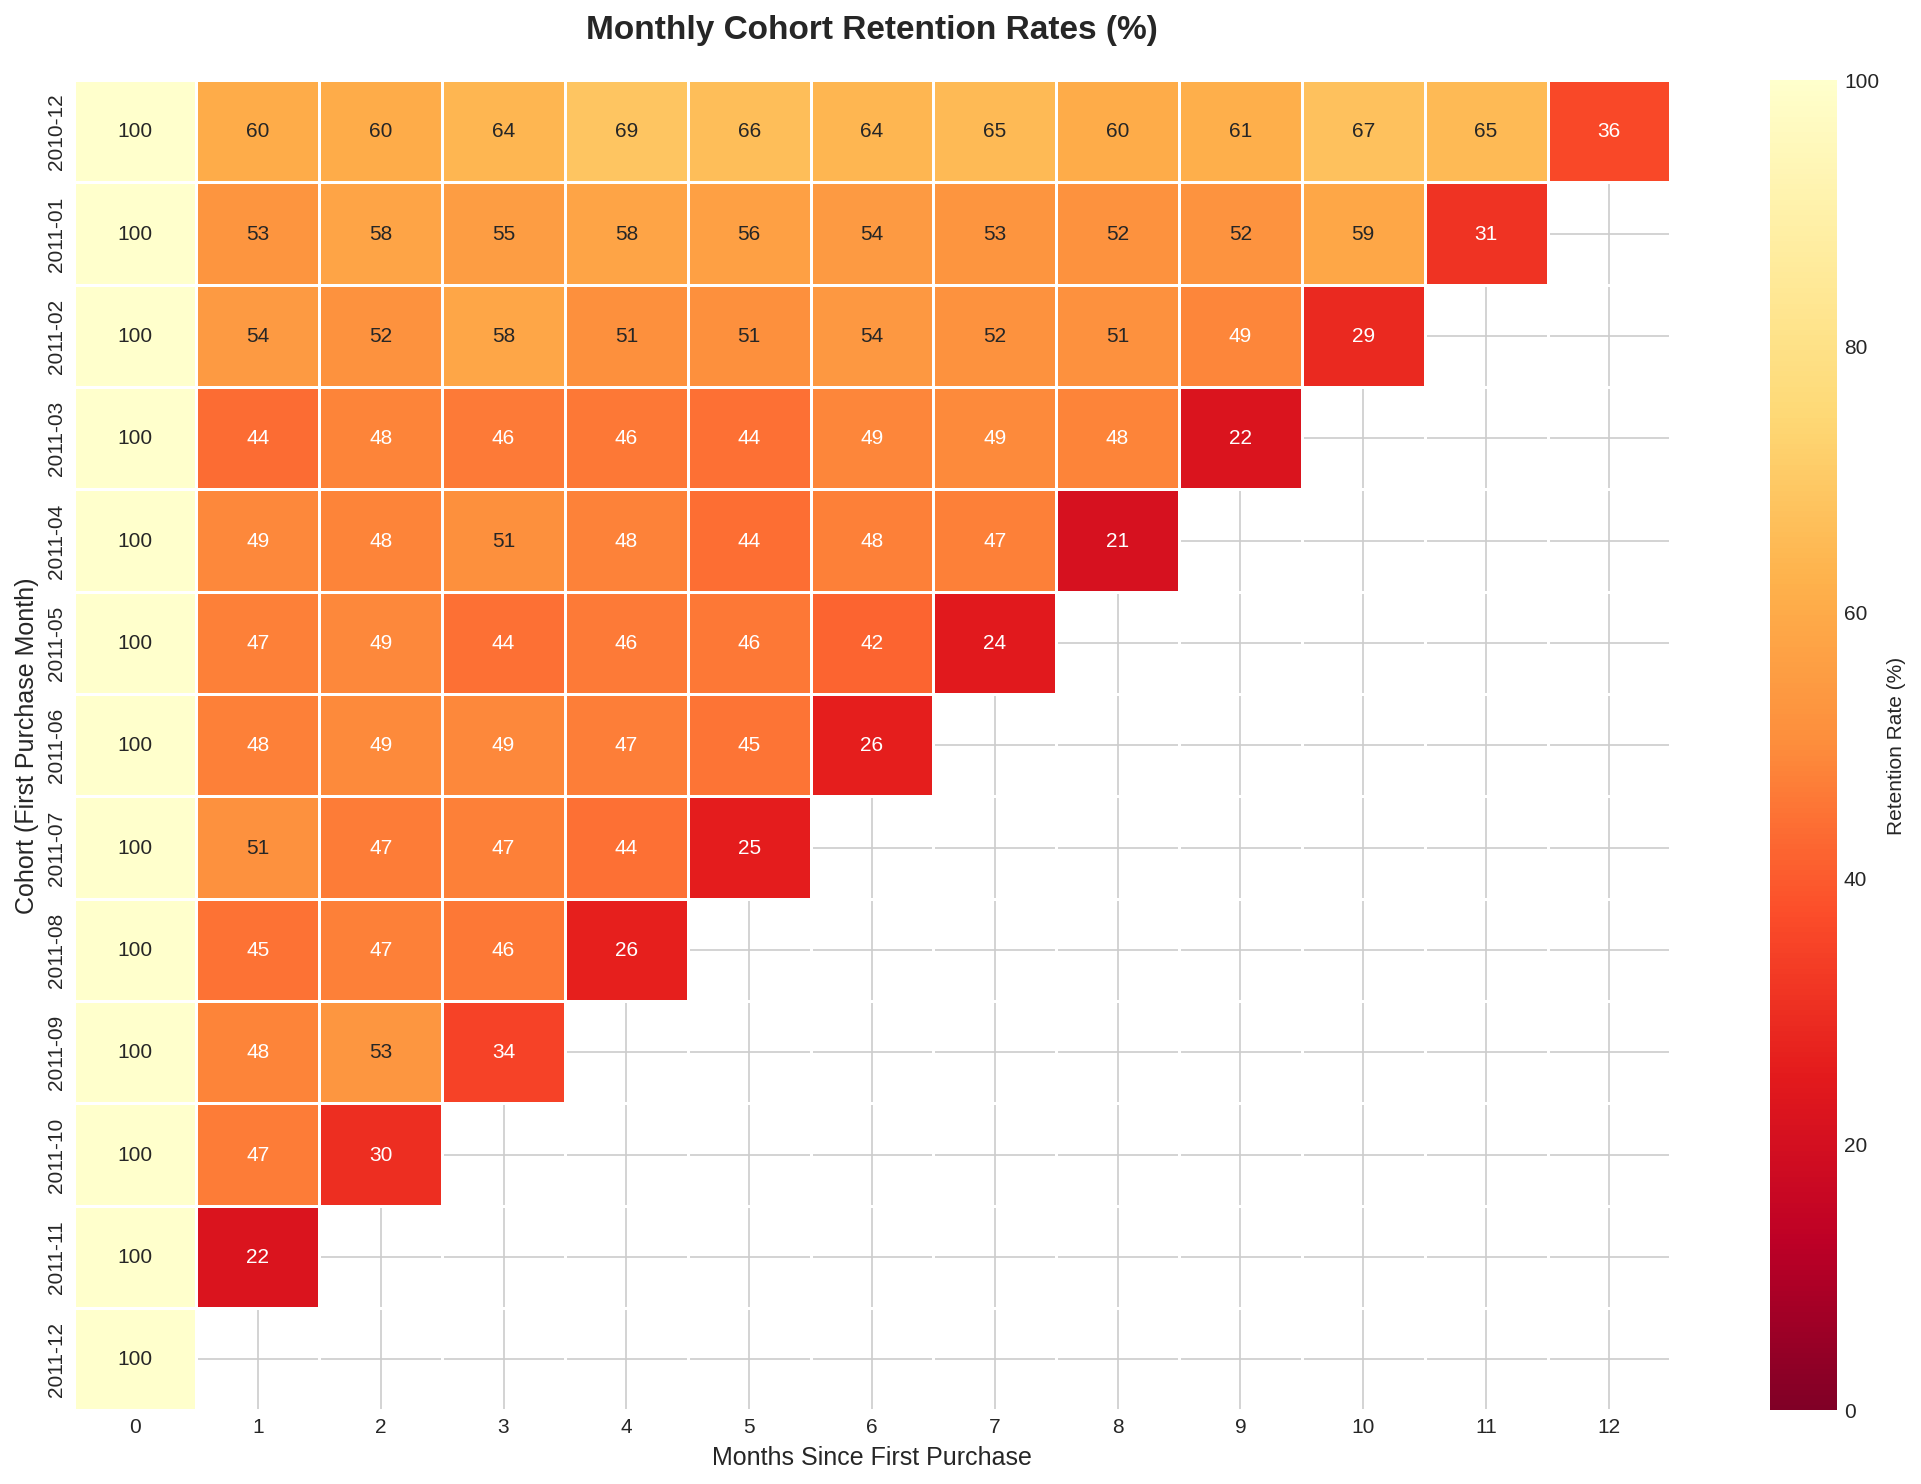 Monthly Cohort Retention Rates (%)
Cohort (First Purchase Month)
2010-12 100 60 60 64 69 66 64 65 60 61 67 65 36
2011-01 100 53 58 55 58 56 54 53 52 52 59 31
2011-02 100 54 52 58 51 51 54 52 51 49 29
2011-03 100 44 48 46 46 44 49 49 48 22
2011-04 100 49 48 51 48 44 48 47 21
2011-05 100 47 49 44 46 46 42 24
2011-06 100 48 49 49 47 45 26
2011-07 100 51 47 47 44 25
2011-08 100 45 47 46 26
2011-09 100 48 53 34
2011-10 100 47 30
2011-11 100 22
2011-12 100
0 1 2 3 4 5 6 7 8 9 10 11 12
Months Since First Purchase
100
80
60
40
20
0
Retention Rate (%)